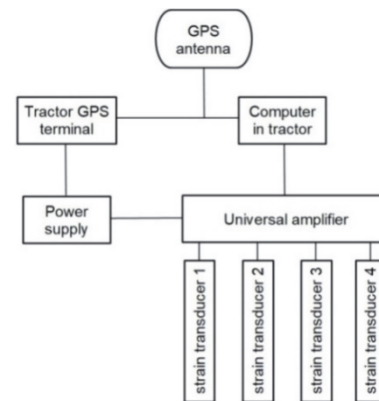 GPS
antenna
Tractor GPS
terminal
Computer
in tractor
Power
supply
Universal amplifier
strain transducer 1
strain transducer 2
strain transducer 3
strain transducer 4